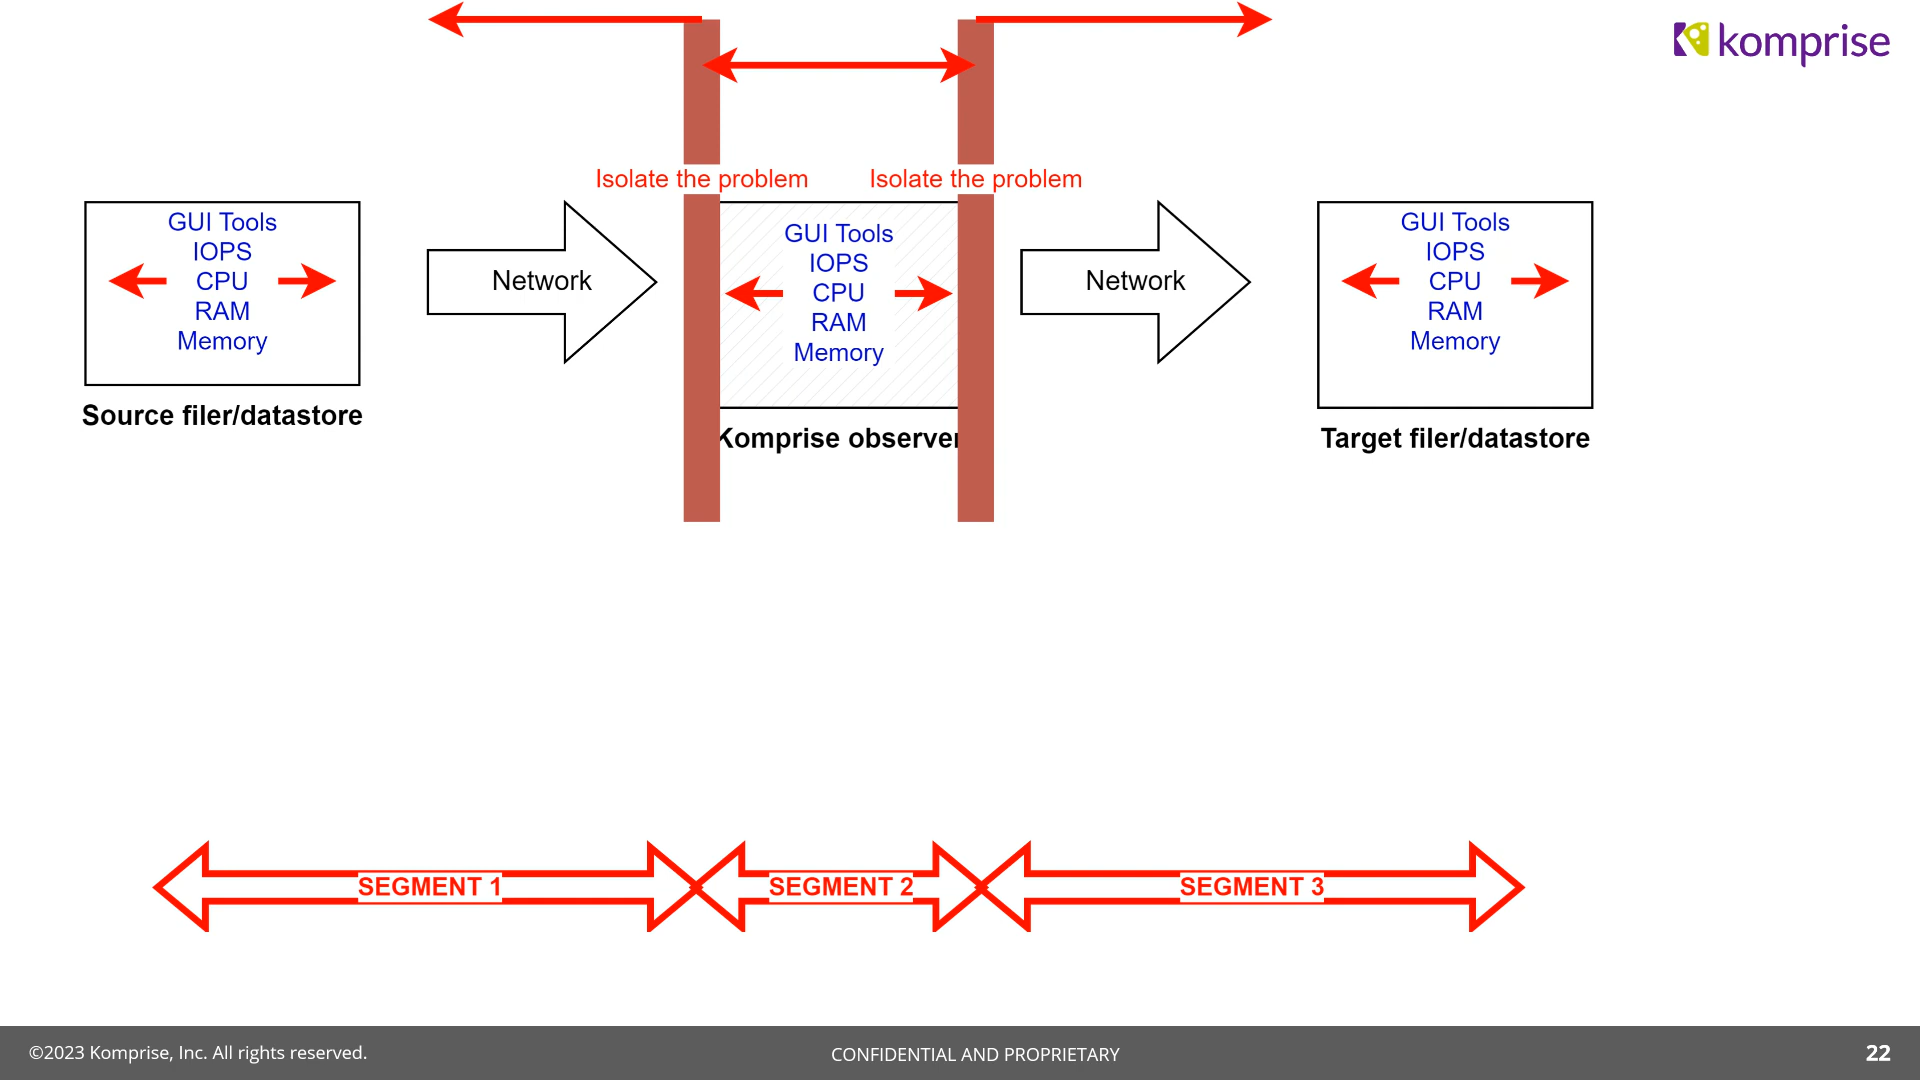 komprise
Isolate the problem
Isolate the problem
GUI Tools
IOPS
CPU
RAM
Memory
Source filer/datastore
Network
GUI Tools
IOPS
CPU
RAM
Memory
Komprise observer
Network
GUI Tools
IOPS
CPU
RAM
Memory
Target filer/datastore
SEGMENT 1
SEGMENT 2
SEGMENT 3
©2023 Komprise, Inc. All rights reserved.
CONFIDENTIAL AND PROPRIETARY
22